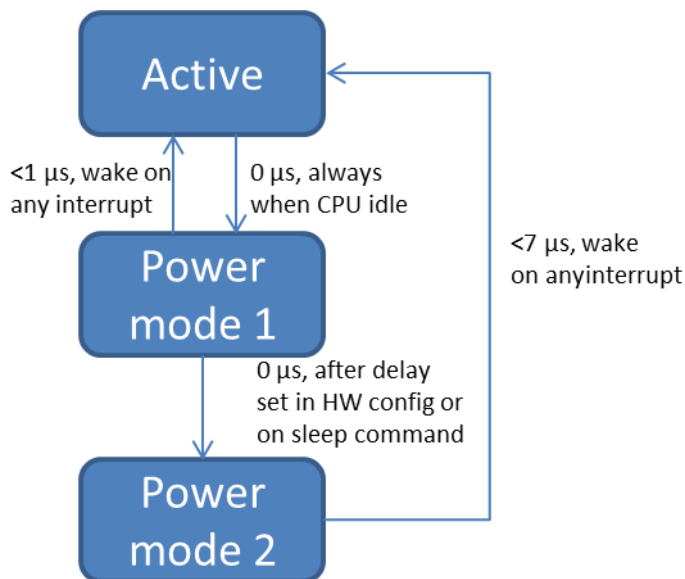 Active
<1 µs, wake on
any interrupt
0 µs, always
when CPU idle
Power
mode 1
<7 µs, wake
on anyinterrupt
0 µs, after delay
set in HW config or
on sleep command
Power
mode 2